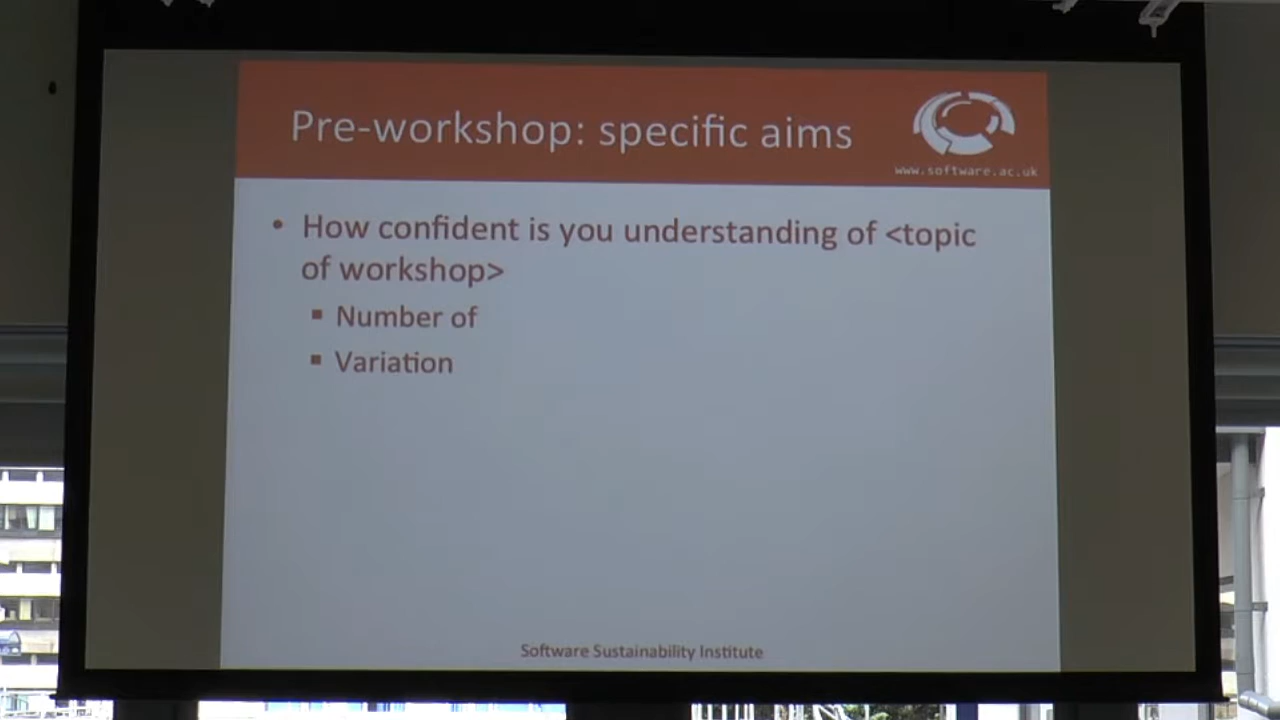 Pre-workshop: specific aims
www.software.ac.uk
• How confident is you understanding of <topic
of workshop>
▪ Number of
▪ Variation
Software Sustainability Institute